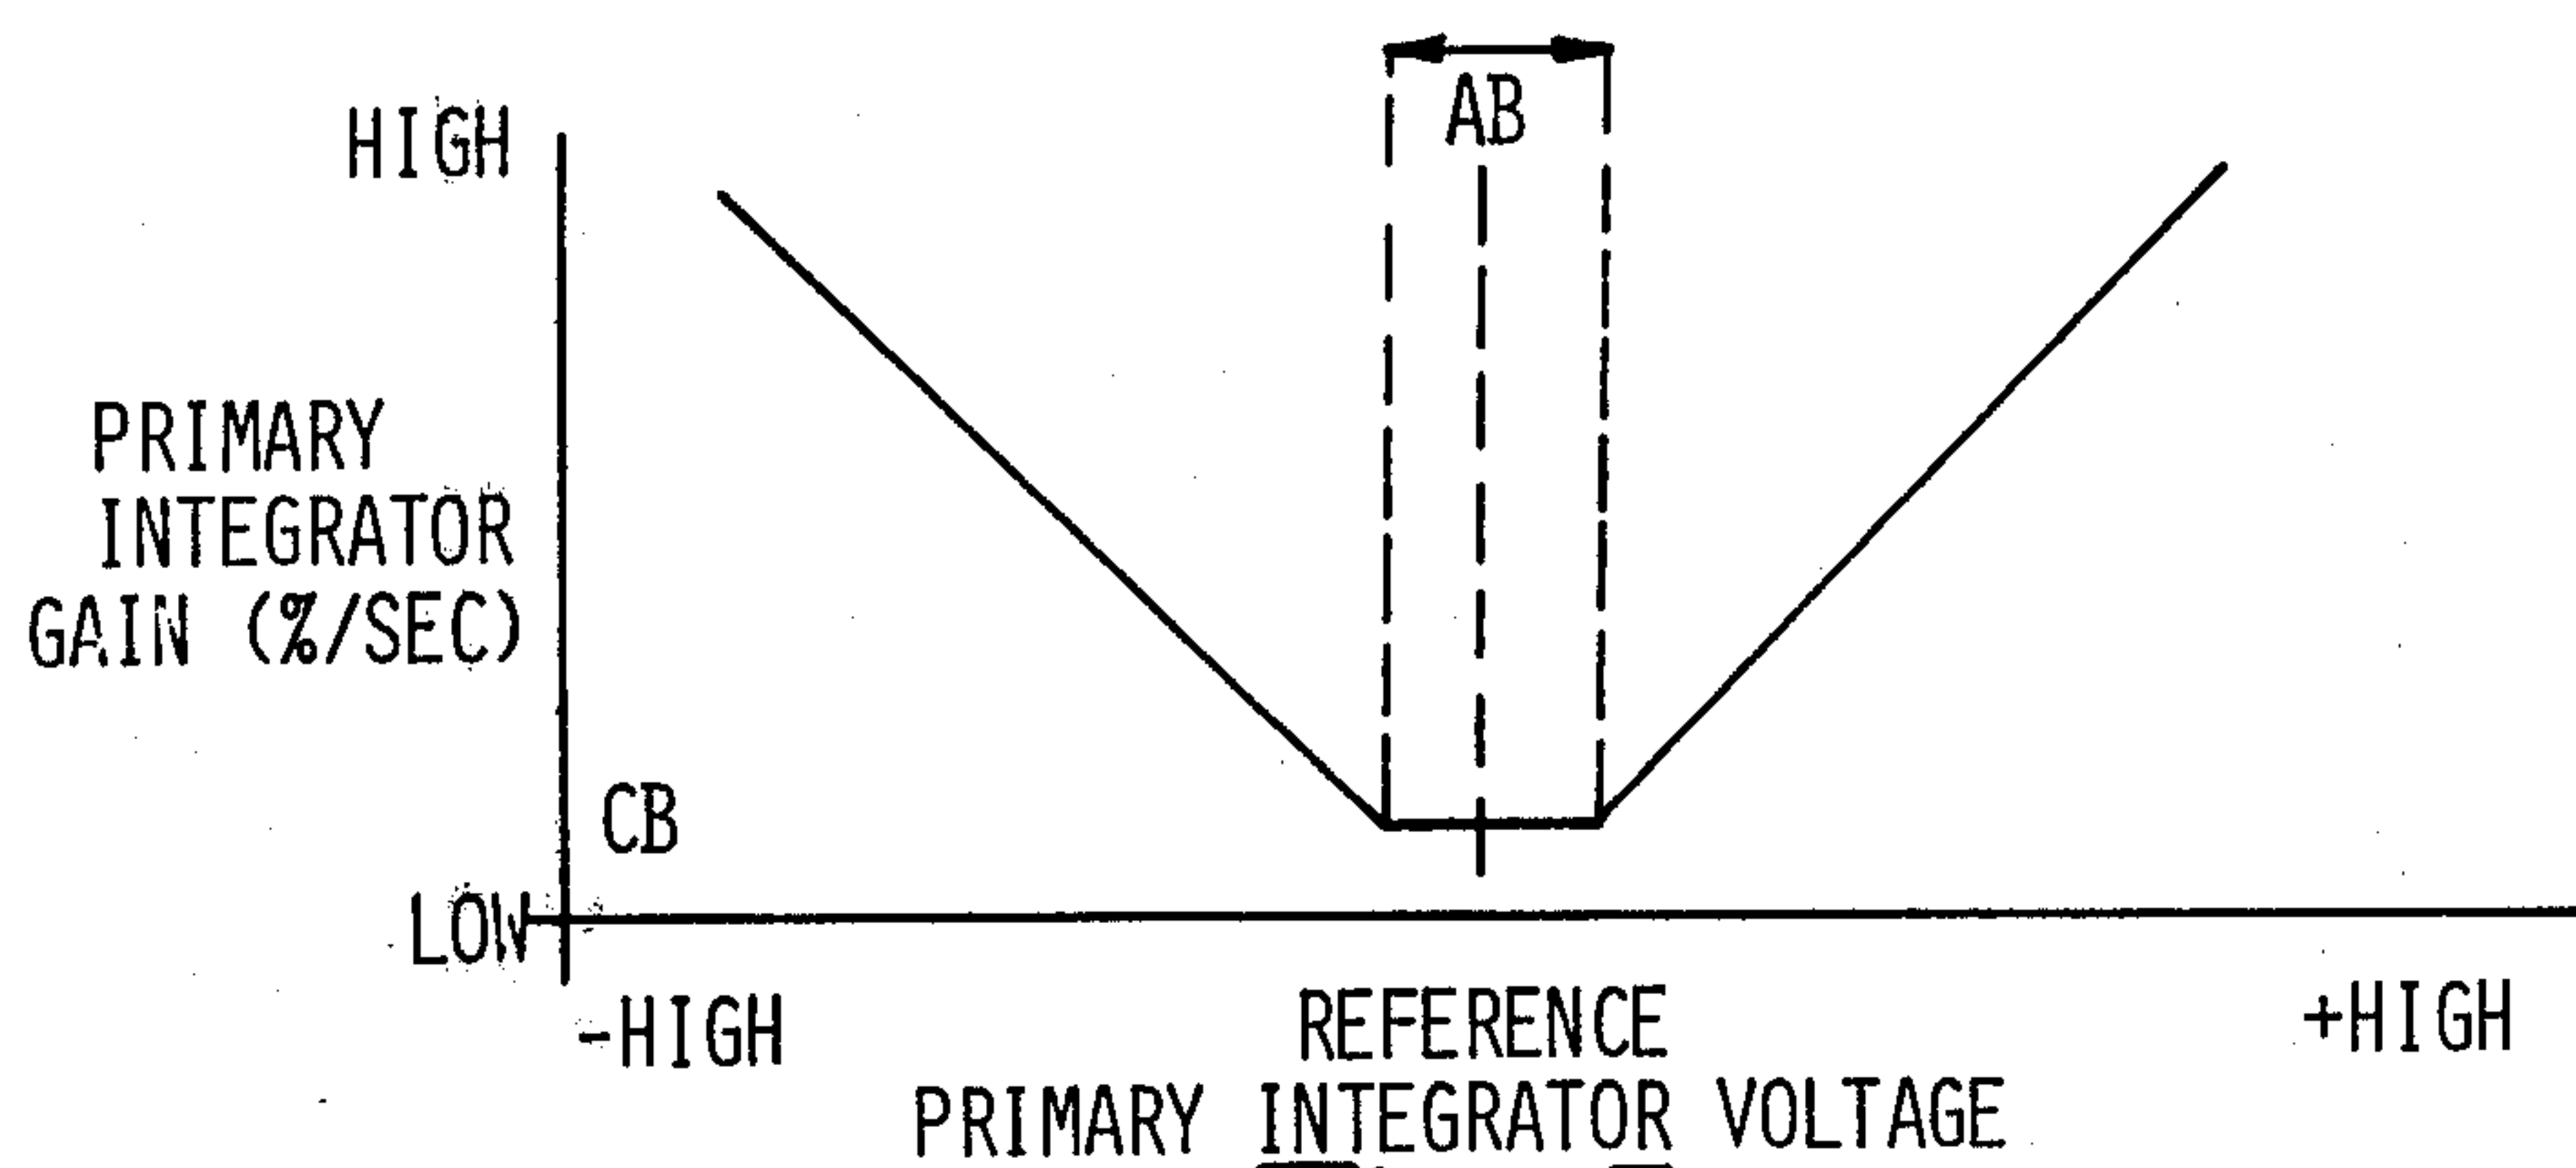 HIGH
AB
PRIMARY
INTEGRATOR
GAIN (%/SEC)
CB
LOW
-HIGH
REFERENCE
+HIGH
PRIMARY INTEGRATOR VOLTAGE